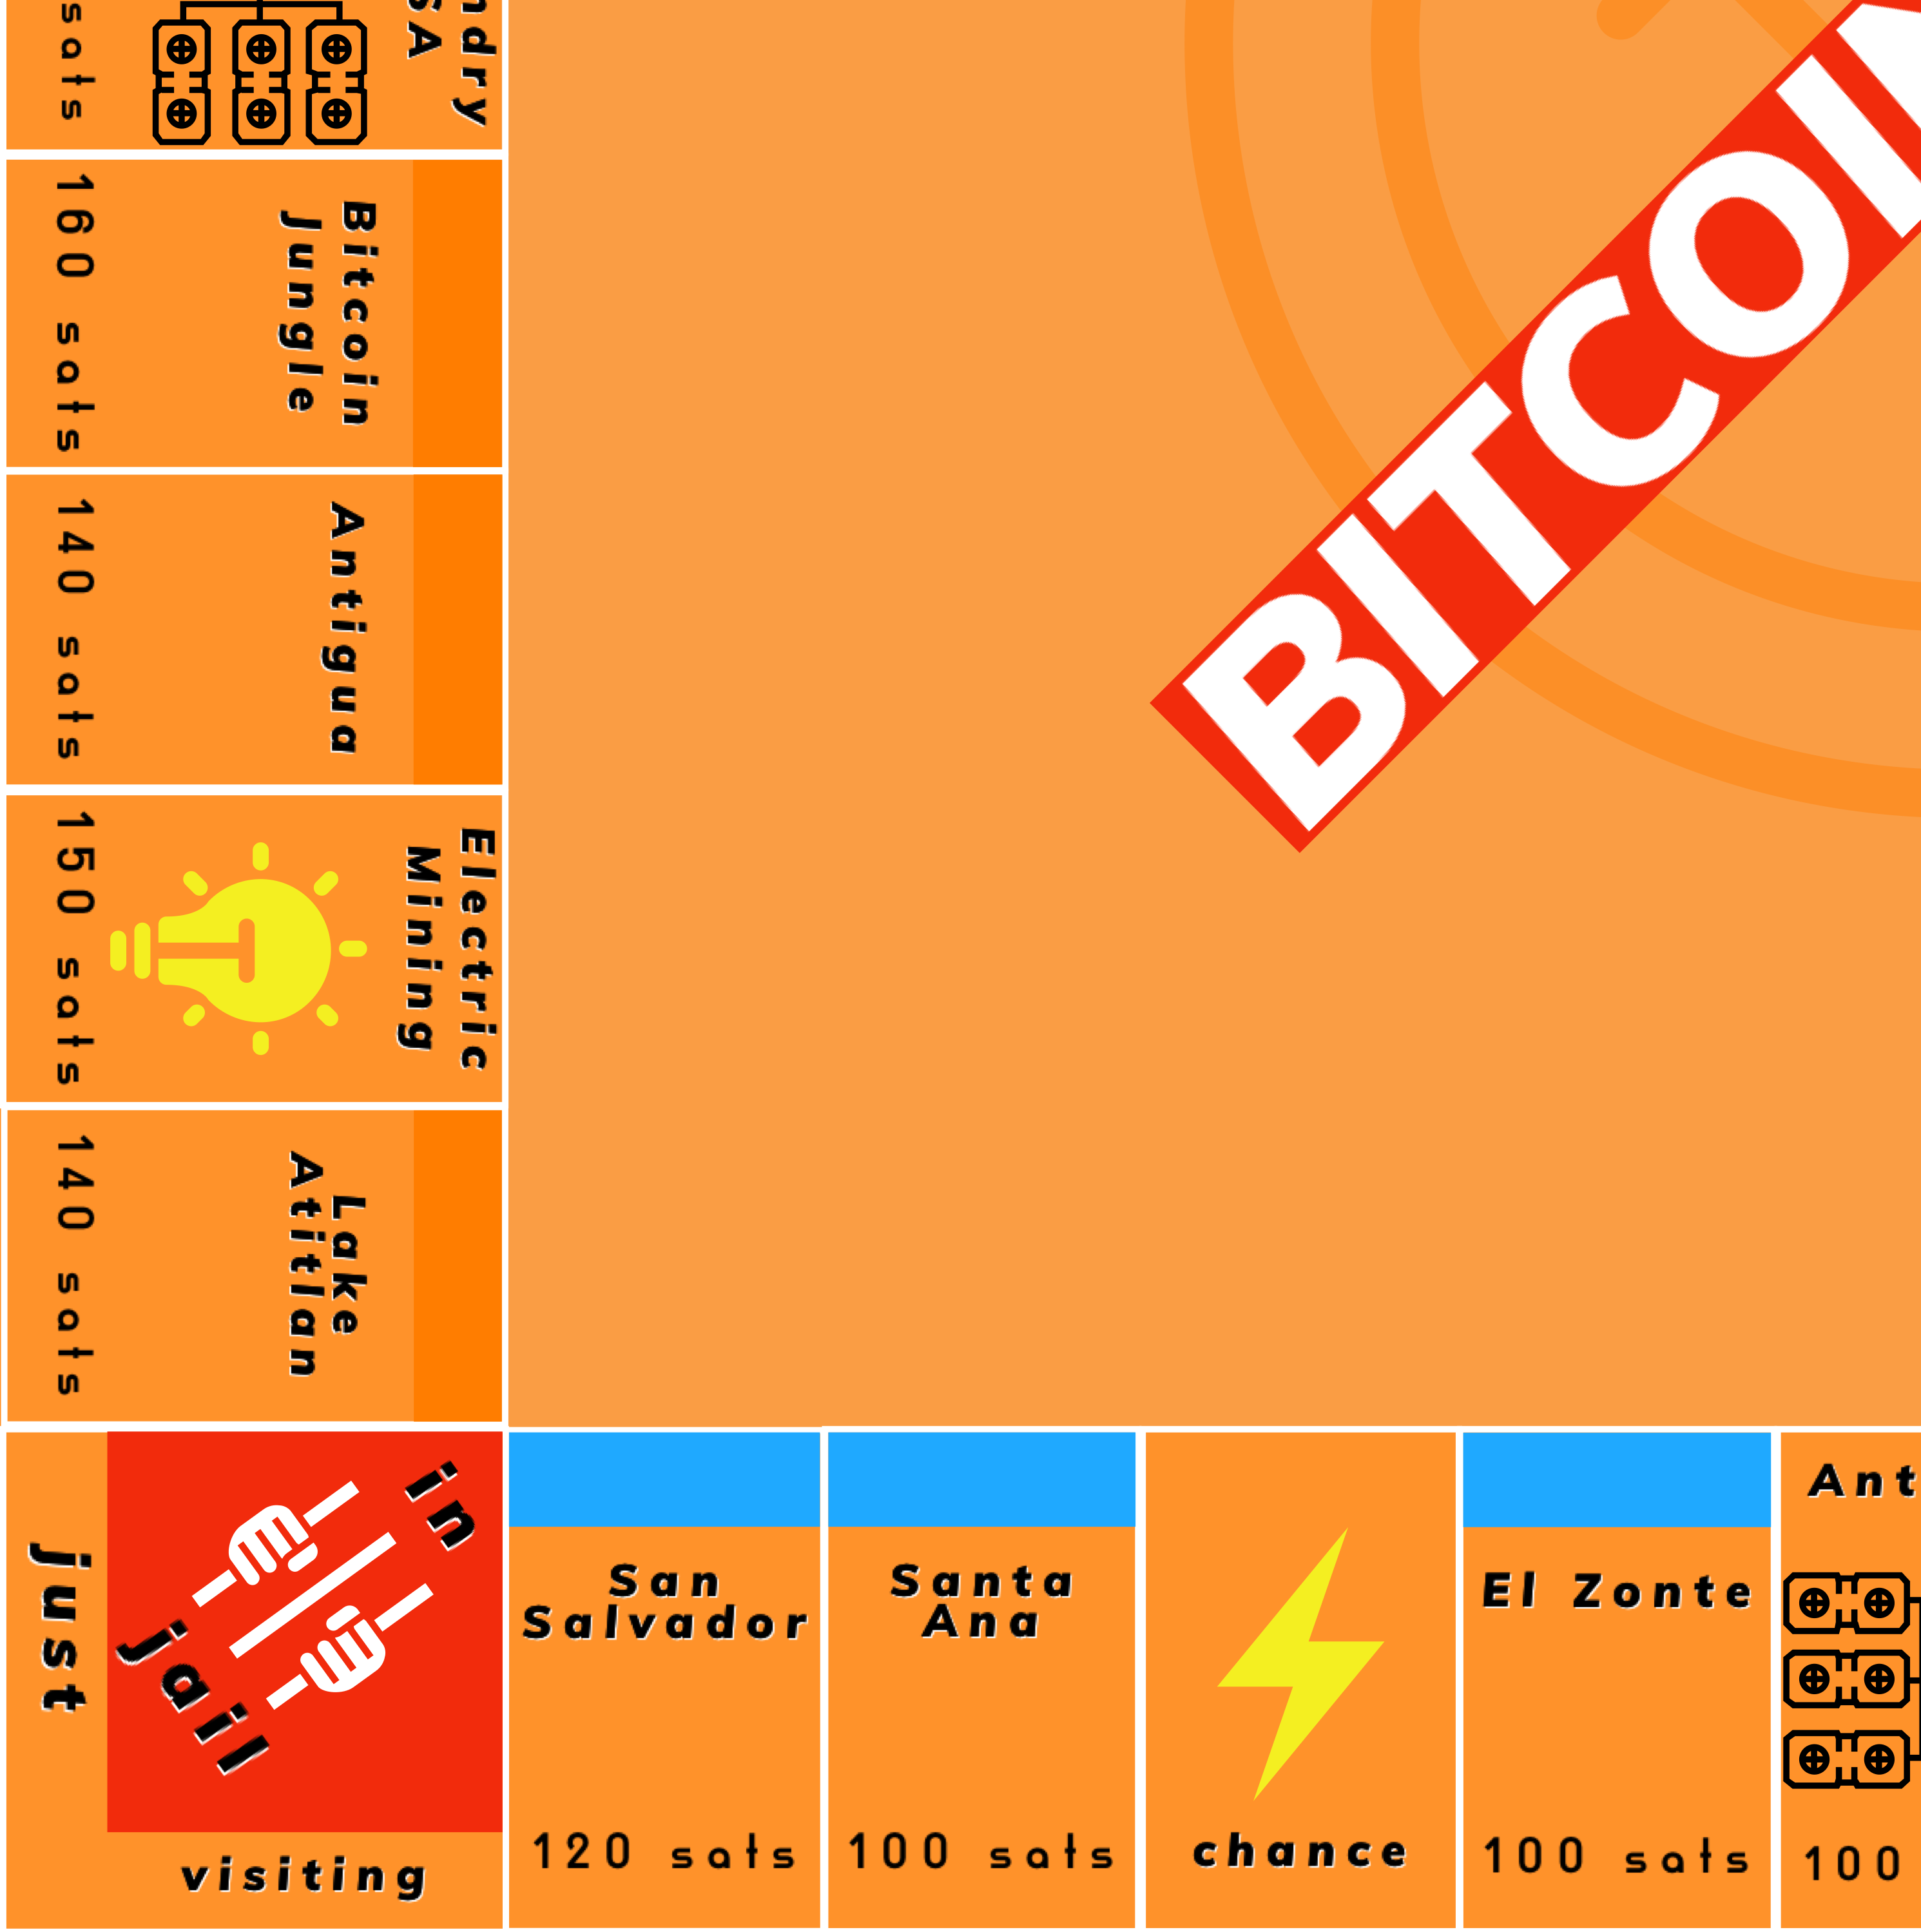 sats
160 sats
Bitcoin
Jungle
140 sats
Antigua
150 sats
Electric
Mining
140 sats
Lake
Atitlan
just
in
jail
visiting
San
Salvador
120 sats
Santa
Ana
100 sats
chance
El Zonte
100 sats
100
BITCOIN